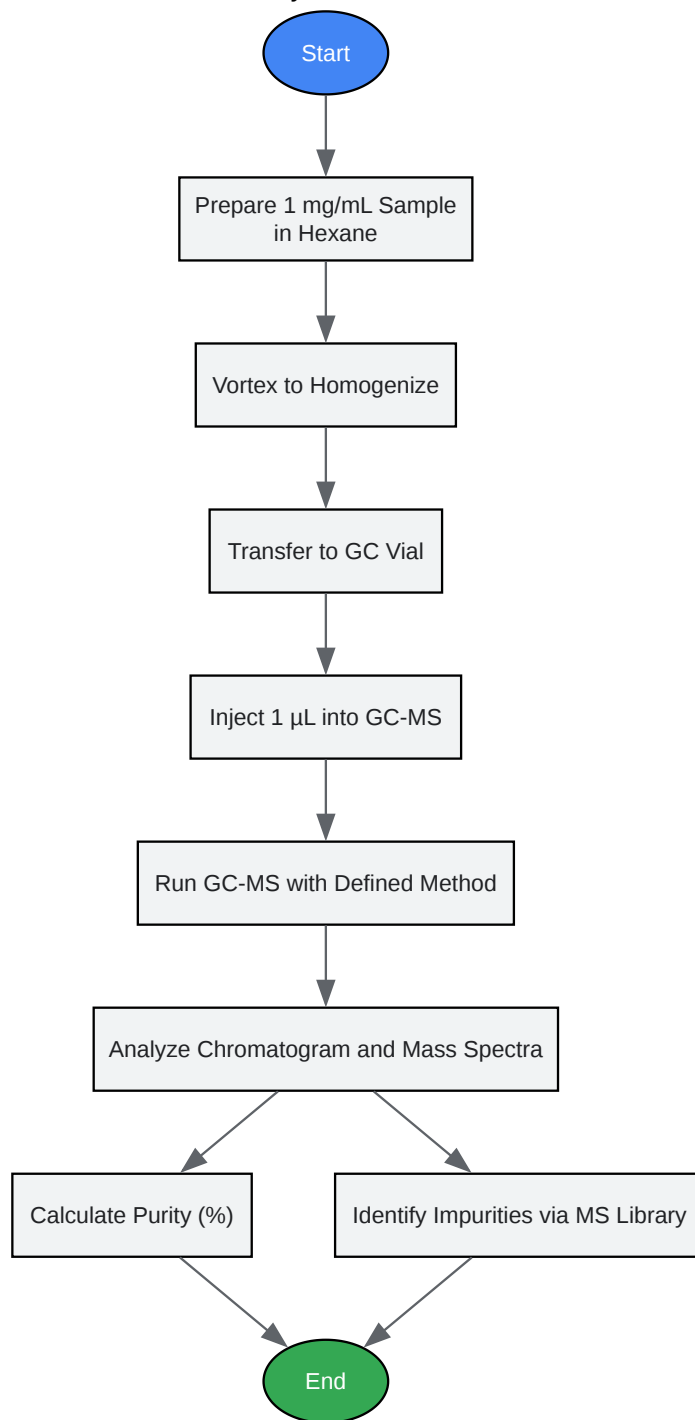 Start
Prepare 1 mg/mL Sample
in Hexane
Vortex to Homogenize
Transfer to GC Vial
Inject 1 µL into GC-MS
Run GC-MS with Defined Method
Analyze Chromatogram and Mass Spectra
Calculate Purity (%)
Identify Impurities via MS Library
End